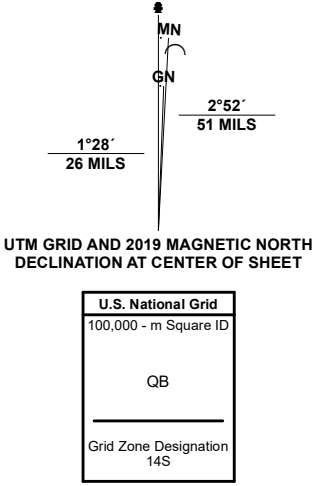 MN
GN
2°52´
51 MILS
1°28´
26 MILS
UTM GRID AND 2019 MAGNETIC NORTH
DECLINATION AT CENTER OF SHEET
U.S. National Grid
100,000 - m Square ID
QB
Grid Zone Designation
14S